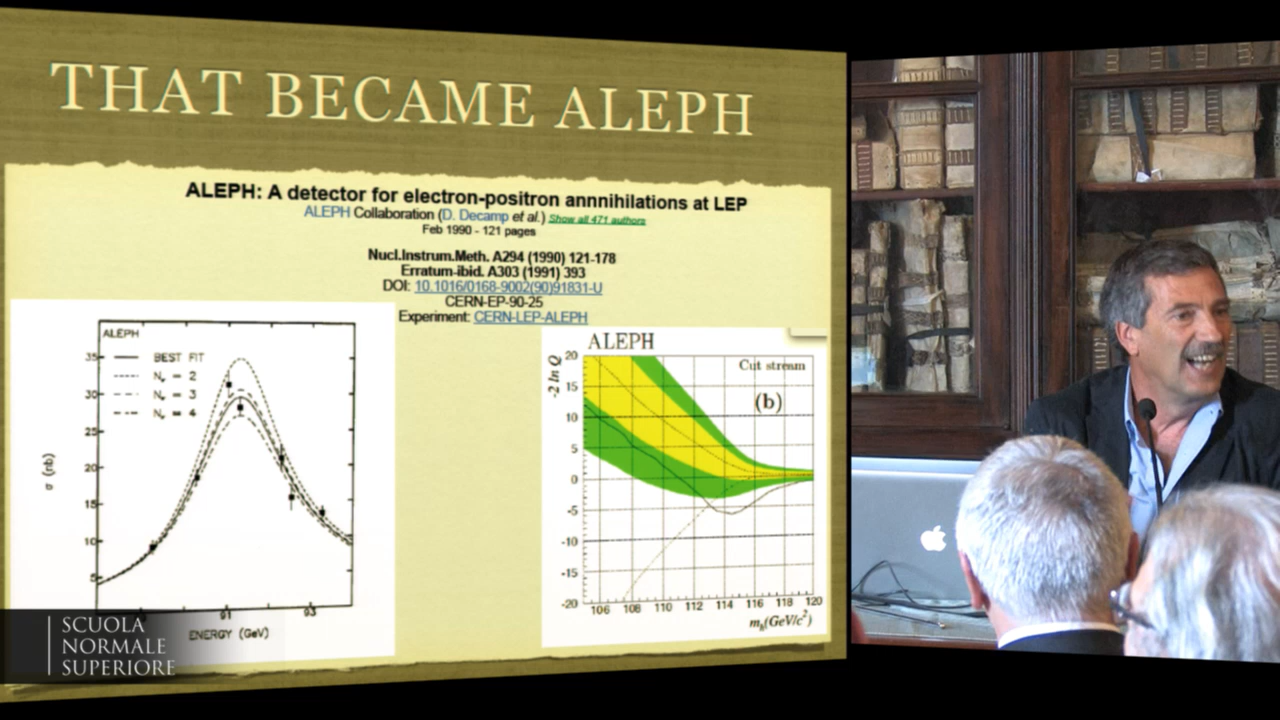 THAT BECAME ALEPH
ALEPH: A detector for electron-positron annnihilations at LEP
ALEPH Collaboration (D. Decamp et al.) Show all 471 authors
Feb 1990 - 121 pages
Nucl.Instrum.Meth. A294 (1990) 121-178
Erratum-ibid. A303 (1991) 393
DOI: 10.1016/0168-9002(90)91831-U
CERN-EP-90-25
Experiment: CERN-LEP-ALEPH
ALEPH
BEST FIT
Nν = 2
Nν = 3
Nν = 4
35
30
25
20
15
10
5
σ (nb)
91
93
ENERGY (GeV)
ALEPH
-2 ln Q
Cut stream
(b)
20
15
10
5
0
-5
-10
-15
-20
106 108 110 112 114 116 118 120
mh(GeV/c²)
SCUOLA
NORMALE
SUPERIORE